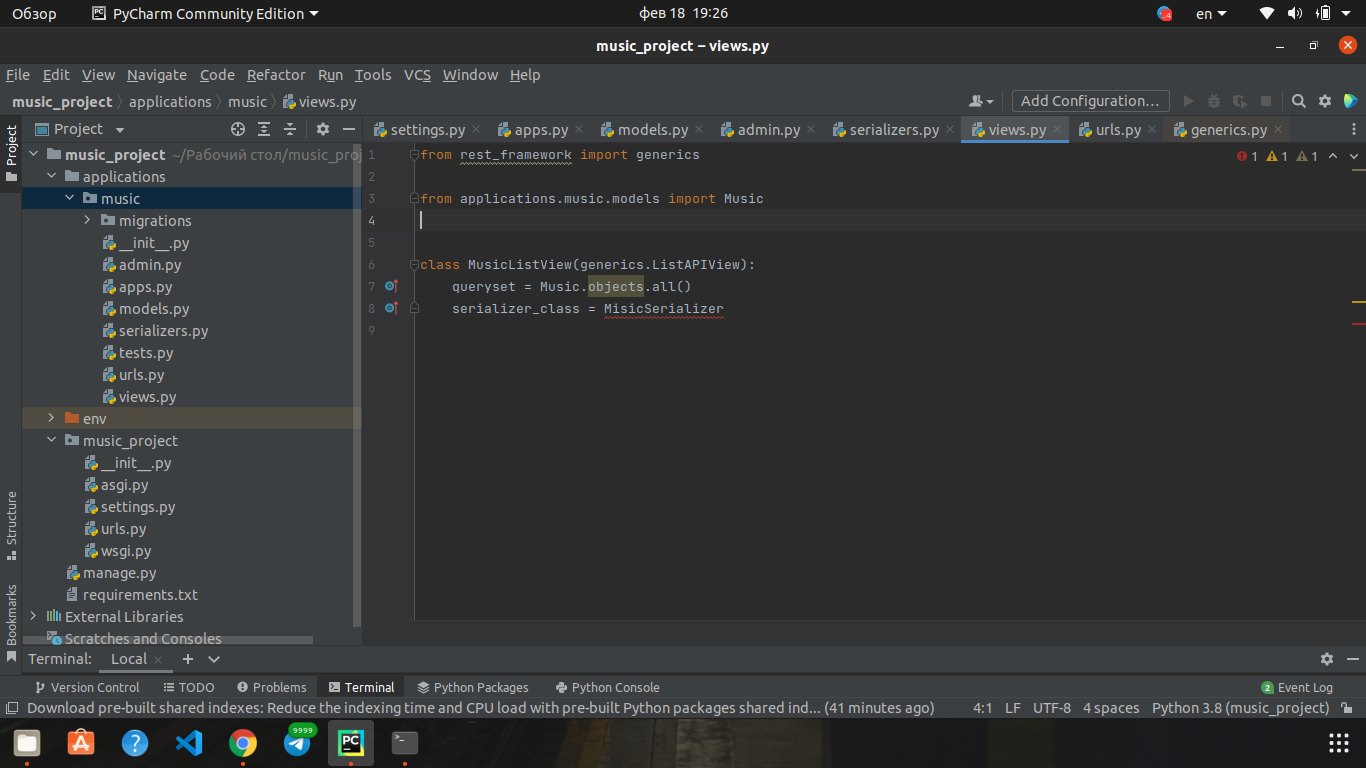 Обзор PyCharm Community Edition фев 18 19:26 en
music_project – views.py
File Edit View Navigate Code Refactor Run Tools VCS Window Help
music_project applications music views.py Add Configuration...
Project settings.py apps.py models.py admin.py serializers.py views.py urls.py generics.py
Project
music_project ~/Рабочий стол/music_proj
applications
music
migrations
__init__.py
admin.py
apps.py
models.py
serializers.py
tests.py
urls.py
views.py
env
music_project
__init__.py
asgi.py
settings.py
urls.py
wsgi.py
manage.py
requirements.txt
External Libraries
Scratches and Consoles
Structure
Bookmarks
1 from rest_framework import generics
1 1 1
2
3 from applications.music.models import Music
4
5
6 class MusicListView(generics.ListAPIView):
7 queryset = Music.objects.all()
8 serializer_class = MisicSerializer
9
Terminal: Local
Version Control TODO Problems Terminal Python Packages Python Console 2 Event Log
Download pre-built shared indexes: Reduce the indexing time and CPU load with pre-built Python packages shared ind... (41 minutes ago) 4:1 LF UTF-8 4 spaces Python 3.8 (music_project)
9999
PC